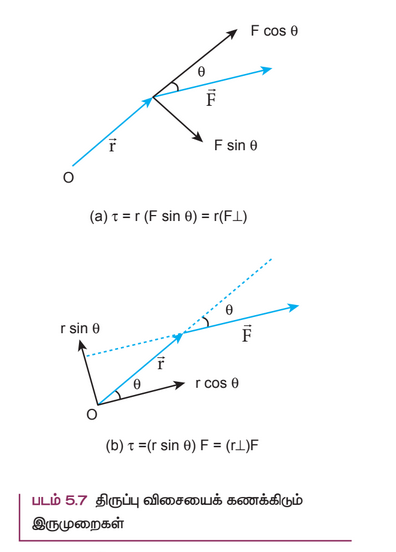 F cos θ
θ
F⃗
r⃗
F sin θ
O
(a) τ = r (F sin θ) = r(F⊥)
θ
r sin θ
F⃗
r⃗
θ
r cos θ
O
(b) τ =(r sin θ) F = (r⊥)F
படம் 5.7 திருப்பு விசையைக் கணக்கிடும்
இருமுறைகள்